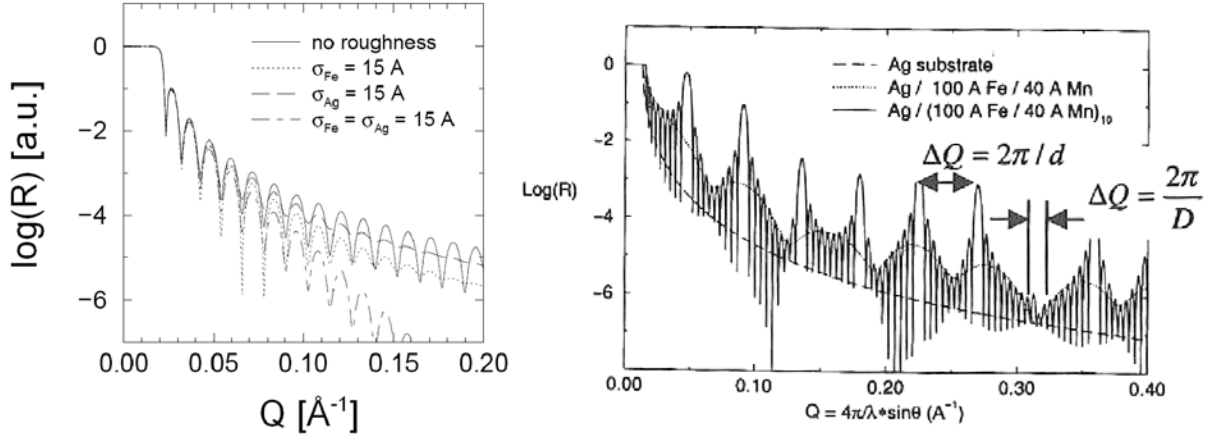 log(R) [a.u.]
0
-2
-4
-6
no roughness
σFe = 15 A
σAg = 15 A
σFe = σAg = 15 A
0.00 0.05 0.10 0.15 0.20
Q [Å⁻¹]
Log(R)
0
-2
-4
-6
Ag substrate
Ag / 100 A Fe / 40 A Mn
Ag / (100 A Fe / 40 A Mn)₁₀
ΔQ = 2π / d
ΔQ = 2π/D
0.00 0.10 0.20 0.30 0.40
Q = 4π/λ*sinθ (A⁻¹)